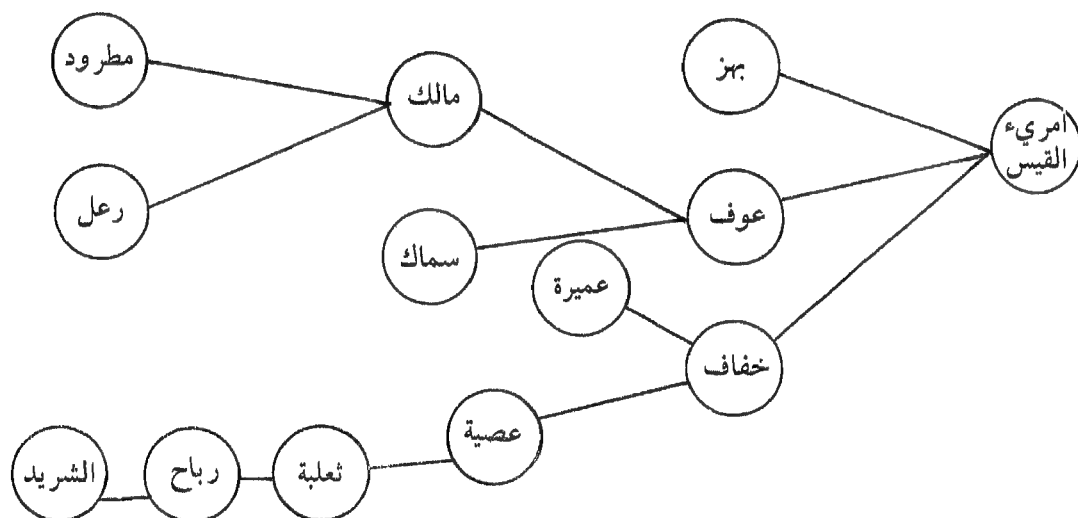 امريء
القيس
بهز
عوف
خفاف
مالك
سماك
عميرة
عصية
مطرود
رعل
ثعلبة
رباح
الشريد